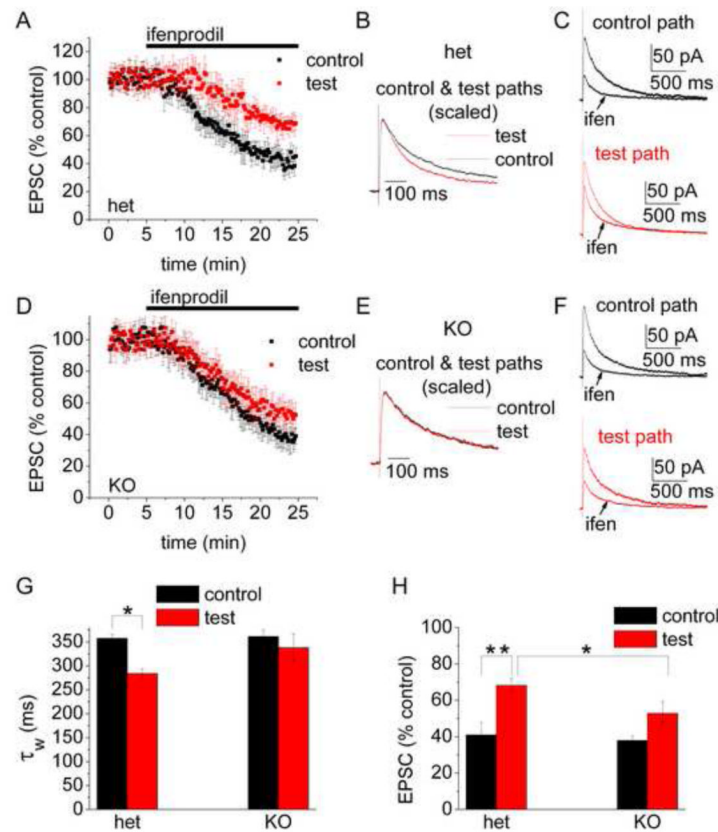 A
ifenprodil
120
100
80
60
40
20
0
EPSC (% control)
control
test
het
0 5 10 15 20 25
time (min)
B
het
control & test paths
(scaled)
test
control
100 ms
C
control path
50 pA
500 ms
ifen
test path
50 pA
500 ms
ifen
D
ifenprodil
100
80
60
40
20
0
EPSC (% control)
control
test
KO
0 5 10 15 20 25
time (min)
E
KO
control & test paths
(scaled)
control
test
100 ms
F
control path
50 pA
500 ms
ifen
test path
50 pA
500 ms
ifen
G
control
test
*
350
300
250
200
150
100
50
0
τw (ms)
het KO
H
control
test
100
80
60
40
20
0
EPSC (% control)
** *
het KO